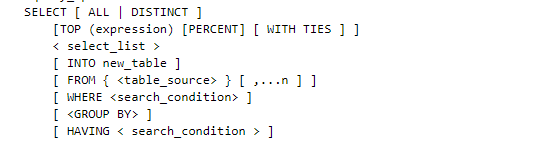 SELECT [ ALL | DISTINCT ]
[TOP (expression) [PERCENT] [ WITH TIES ] ]
< select_list >
[ INTO new_table ]
[ FROM { <table_source> } [ ,...n ] ]
[ WHERE <search_condition> ]
[ <GROUP BY> ]
[ HAVING < search_condition > ]